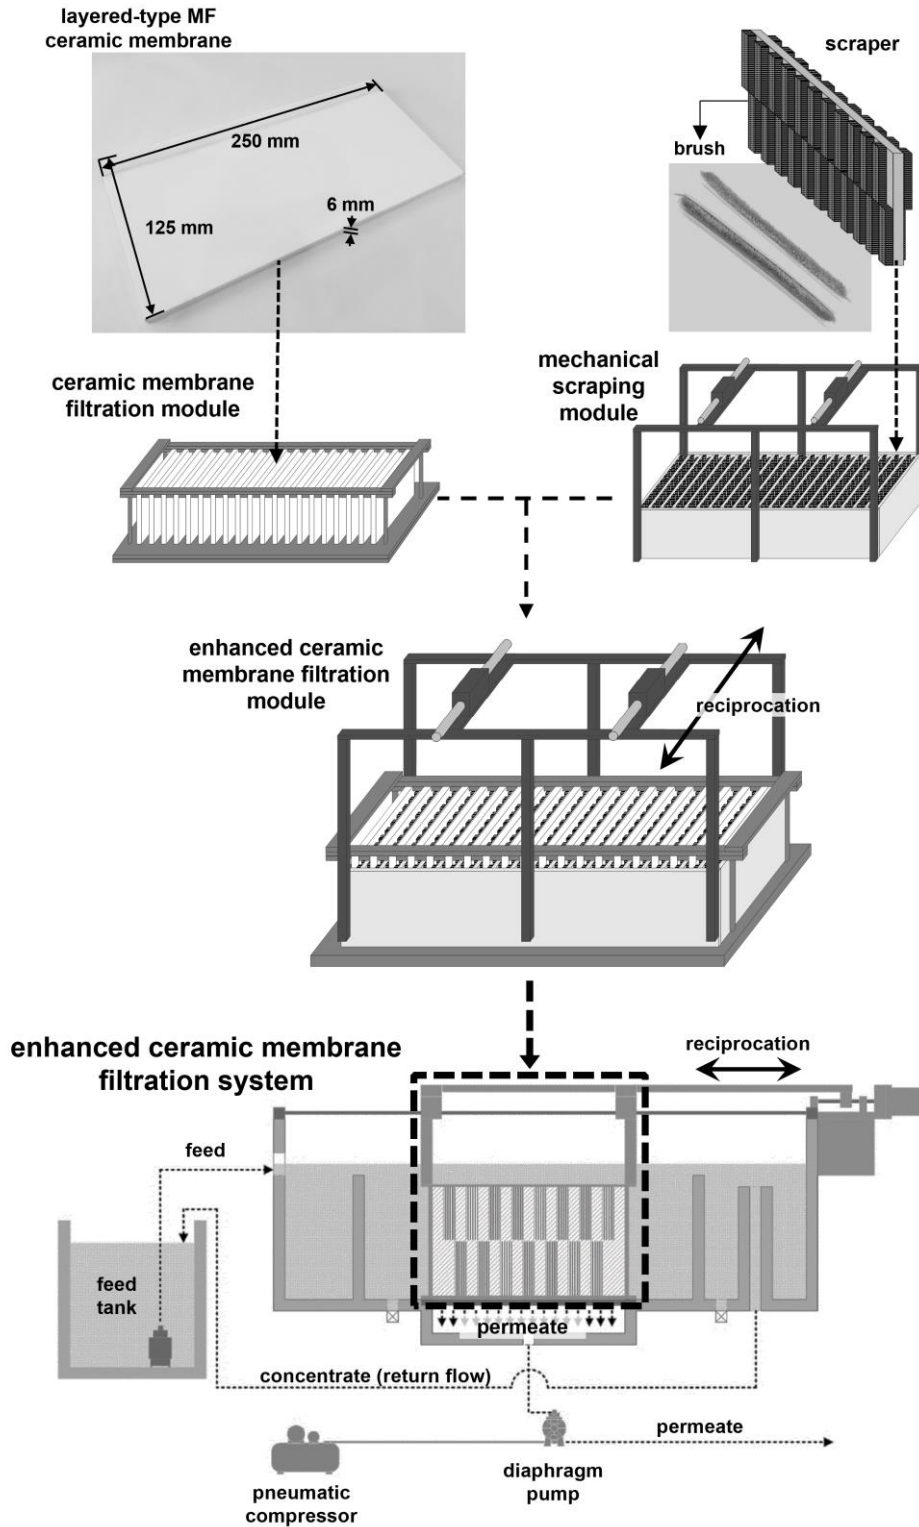 layered-type MF
ceramic membrane
scraper
brush
250 mm
6 mm
125 mm
ceramic membrane
filtration module
mechanical
scraping
module
enhanced ceramic
membrane filtration
module
reciprocation
enhanced ceramic membrane
filtration system
reciprocation
feed
feed
tank
permeate
concentrate (return flow)
permeate
diaphragm
pump
pneumatic
compressor